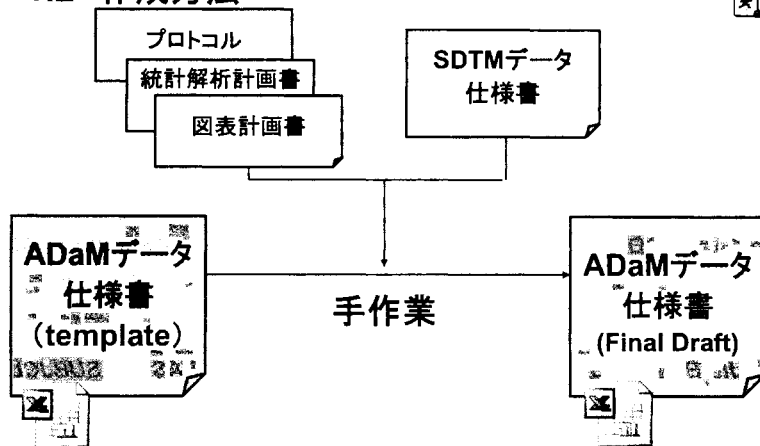 作成方法
プロトコル
統計解析計画書
図表計画書
SDTMデータ
仕様書
ADaMデータ
仕様書
(template)
手作業
ADaMデータ
仕様書
(Final Draft)